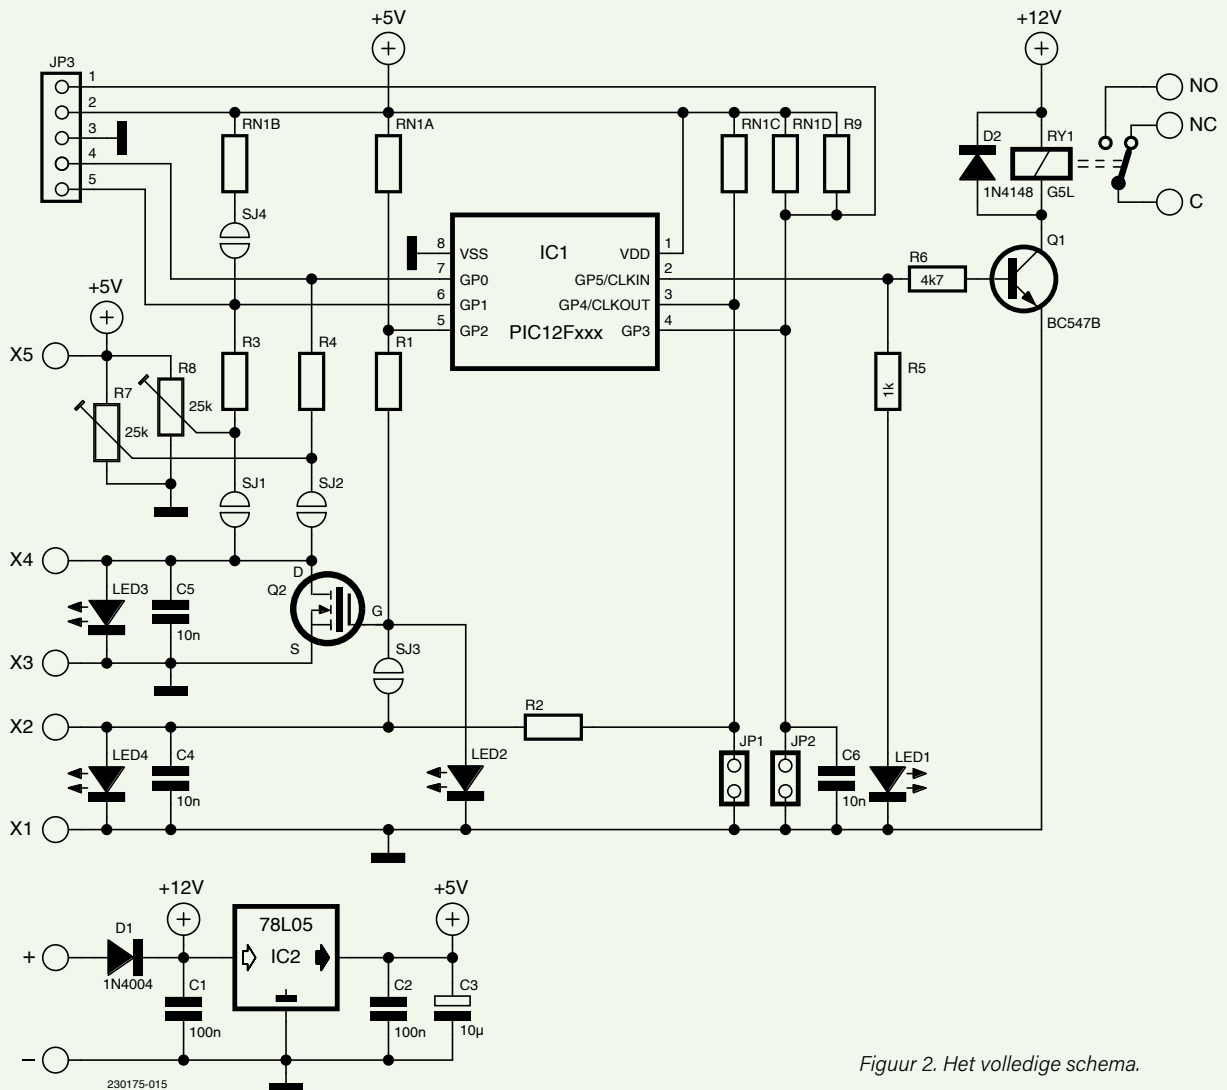 +5V
+12V
JP3
1
2
3
4
5
NO
NC
C
RN1B
RN1A
RN1C
RN1D
R9
D2
1N4148
RY1
G5L
SJ4
IC1
PIC12Fxxx
8
VSS
7
GP0
6
GP1
5
GP2
VDD
1
GP5/CLKIN
2
GP4/CLKOUT
3
GP3
4
R6
4k7
Q1
BC547B
+5V
X5
R7
25k
R8
25k
R3
R4
R1
R5
1k
SJ1
SJ2
X4
LED3
C5
10n
Q2
D
G
S
X3
SJ3
X2
R2
LED4
C4
10n
LED2
JP1
JP2
C6
10n
LED1
X1
+12V
+5V
+
D1
1N4004
78L05
IC2
C1
100n
C2
100n
C3
10µ
–
230175-015
Figuur 2. Het volledige schema.